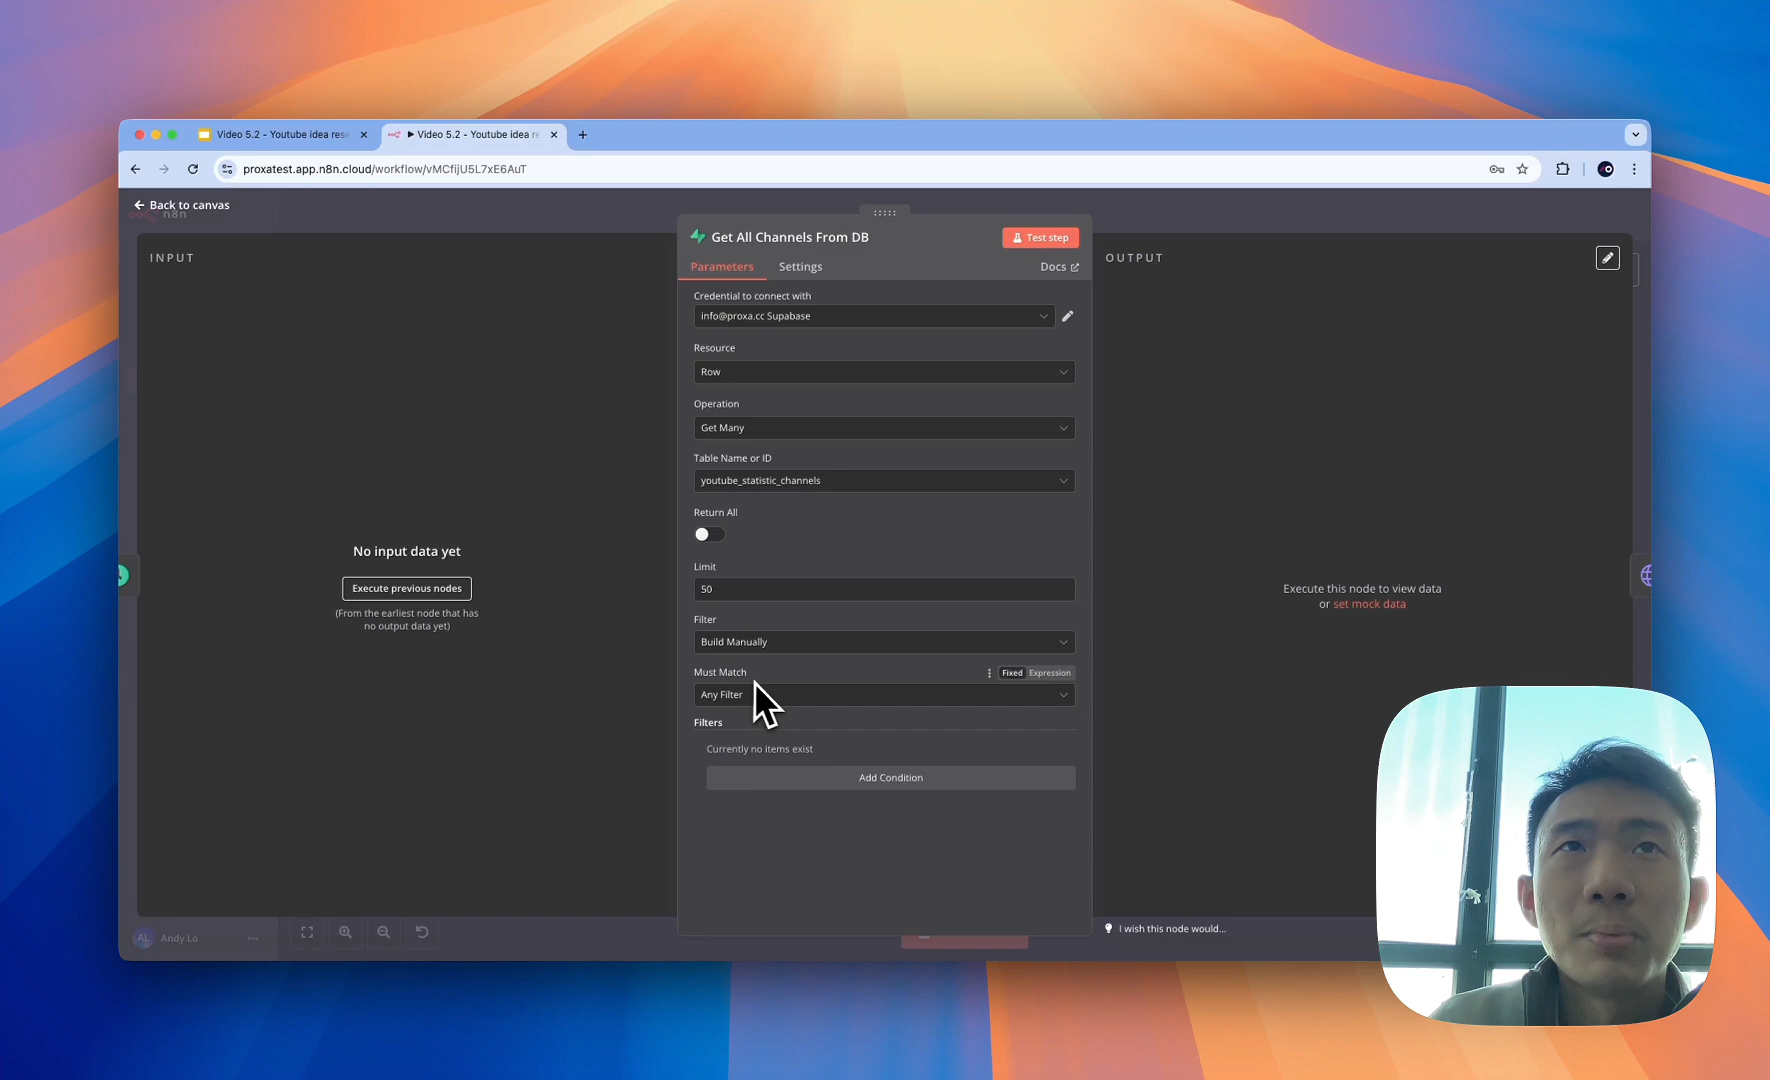 Video 5.2 - Youtube idea rese
Video 5.2 - Youtube idea re
proxatest.app.n8n.cloud/workflow/vMCfijU5L7xE6AuT
Back to canvas
n8n
INPUT
Get All Channels From DB
Test step
OUTPUT
Parameters
Settings
Docs
Credential to connect with
info@proxa.cc Supabase
Resource
Row
Operation
Get Many
Table Name or ID
youtube_statistic_channels
Return All
Limit
50
Filter
Build Manually
Must Match
Fixed
Expression
Any Filter
Filters
Currently no items exist
Add Condition
No input data yet
Execute previous nodes
(From the earliest node that has
no output data yet)
Execute this node to view data
or set mock data
AL
Andy Lo
I wish this node would...